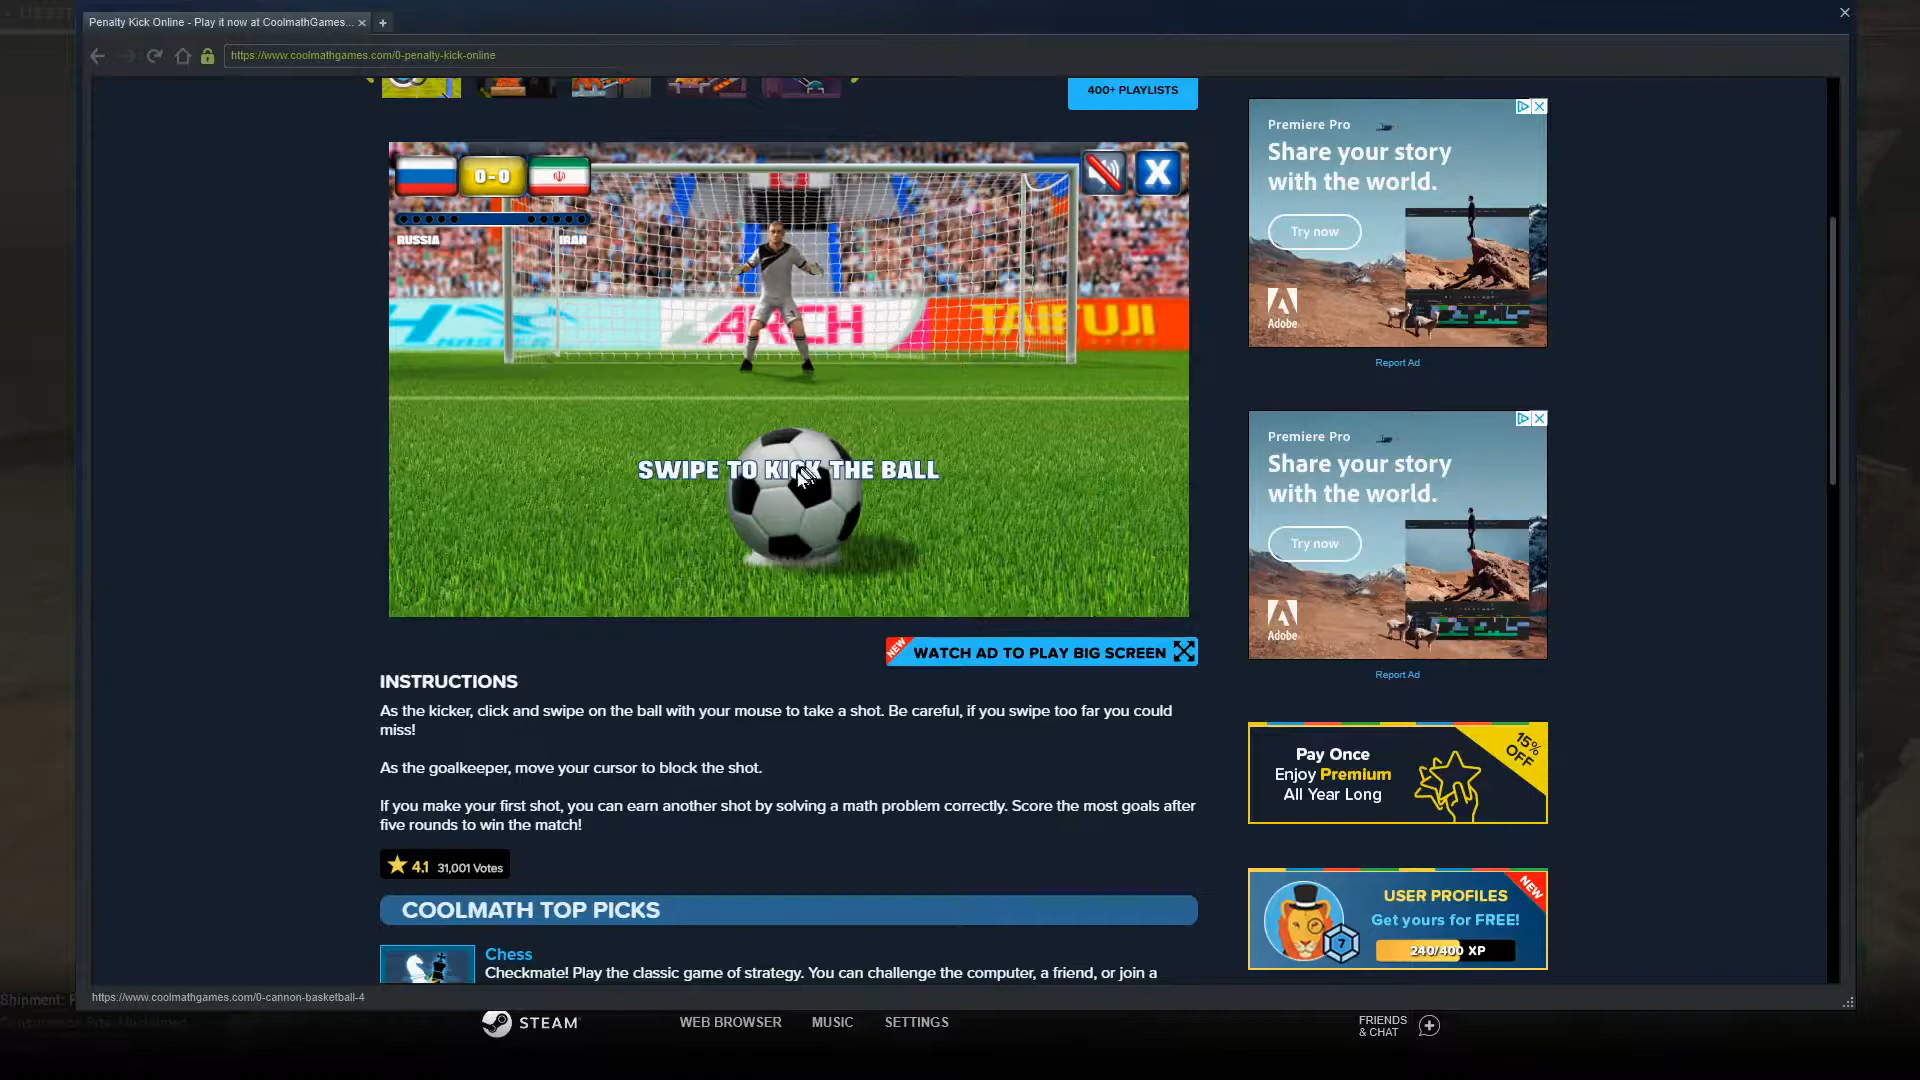 Penalty Kick Online - Play it now at CoolmathGames...
https://www.coolmathgames.com/0-penalty-kick-online
400+ PLAYLISTS
0-0
RUSSIA
IRAN
X
ARCH
TAIFUJI
SWIPE TO KICK THE BALL
NEW
WATCH AD TO PLAY BIG SCREEN
INSTRUCTIONS
As the kicker, click and swipe on the ball with your mouse to take a shot. Be careful, if you swipe too far you could
miss!
As the goalkeeper, move your cursor to block the shot.
If you make your first shot, you can earn another shot by solving a math problem correctly. Score the most goals after
five rounds to win the match!
4.1 31,001 Votes
COOLMATH TOP PICKS
Chess
Checkmate! Play the classic game of strategy. You can challenge the computer, a friend, or join a
Premiere Pro
Share your story
with the world.
Try now
Adobe
Report Ad
Premiere Pro
Share your story
with the world.
Try now
Adobe
Report Ad
Pay Once
Enjoy Premium
All Year Long
15%
OFF
USER PROFILES
Get yours for FREE!
7
240/400 XP
NEW
https://www.coolmathgames.com/0-cannon-basketball-4
Shipment:
STEAM
WEB BROWSER
MUSIC
SETTINGS
FRIENDS
& CHAT